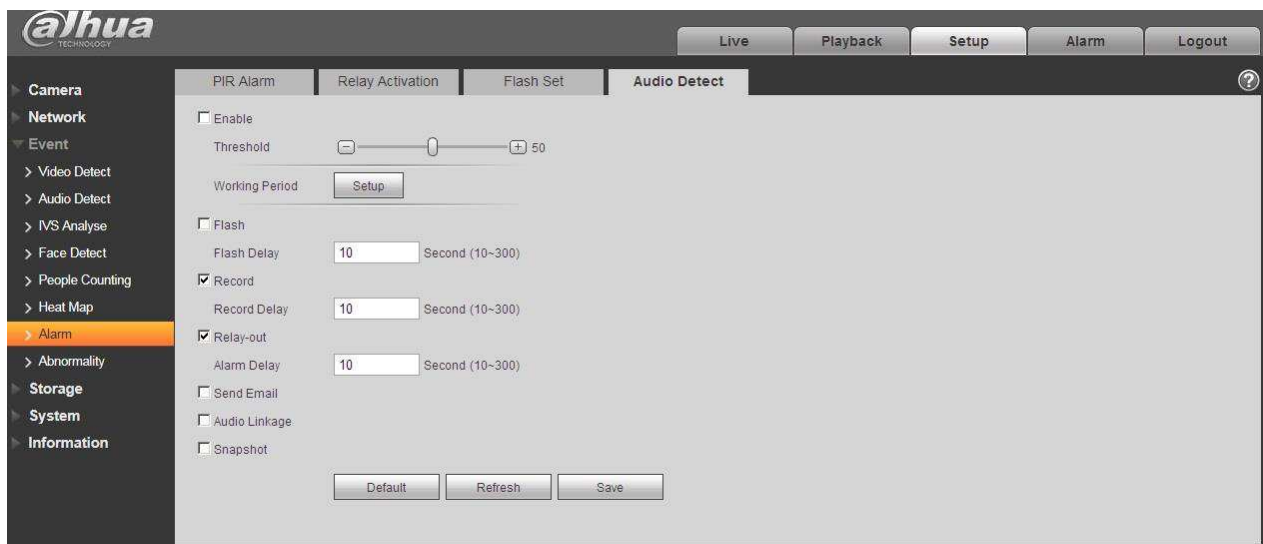 alhua
TECHNOLOGY
Live
Playback
Setup
Alarm
Logout
Camera
Network
Event
> Video Detect
> Audio Detect
> IVS Analyse
> Face Detect
> People Counting
> Heat Map
> Alarm
> Abnormality
Storage
System
Information
PIR Alarm
Relay Activation
Flash Set
Audio Detect
?
Enable
Threshold - + 50
Working Period Setup
Flash
Flash Delay 10 Second (10~300)
Record
Record Delay 10 Second (10~300)
Relay-out
Alarm Delay 10 Second (10~300)
Send Email
Audio Linkage
Snapshot
Default Refresh Save